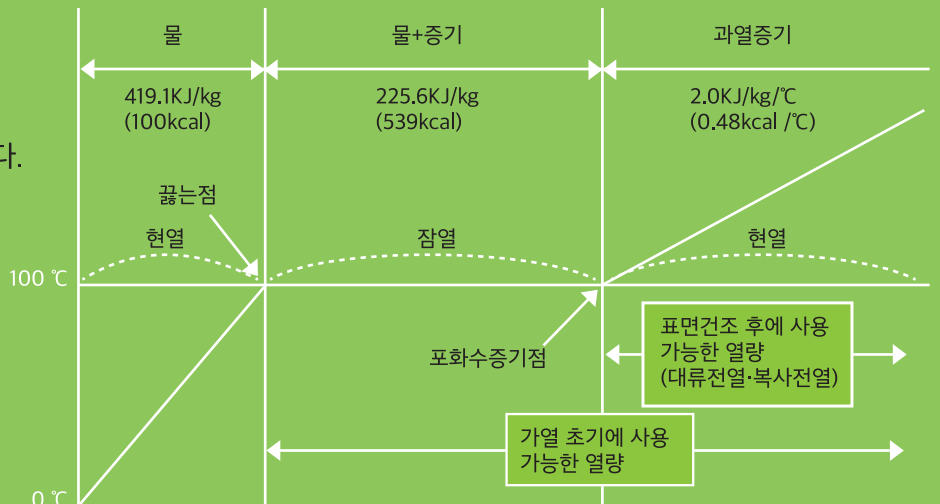 물
물+증기
과열증기
419.1KJ/kg
(100kcal)
225.6KJ/kg
(539kcal)
2.0KJ/kg/℃
(0.48kcal /℃)
다.
끓는점
현열
잠열
현열
100 ℃
포화수증기점
표면건조 후에 사용
가능한 열량
(대류전열·복사전열)
가열 초기에 사용
가능한 열량
0 ℃